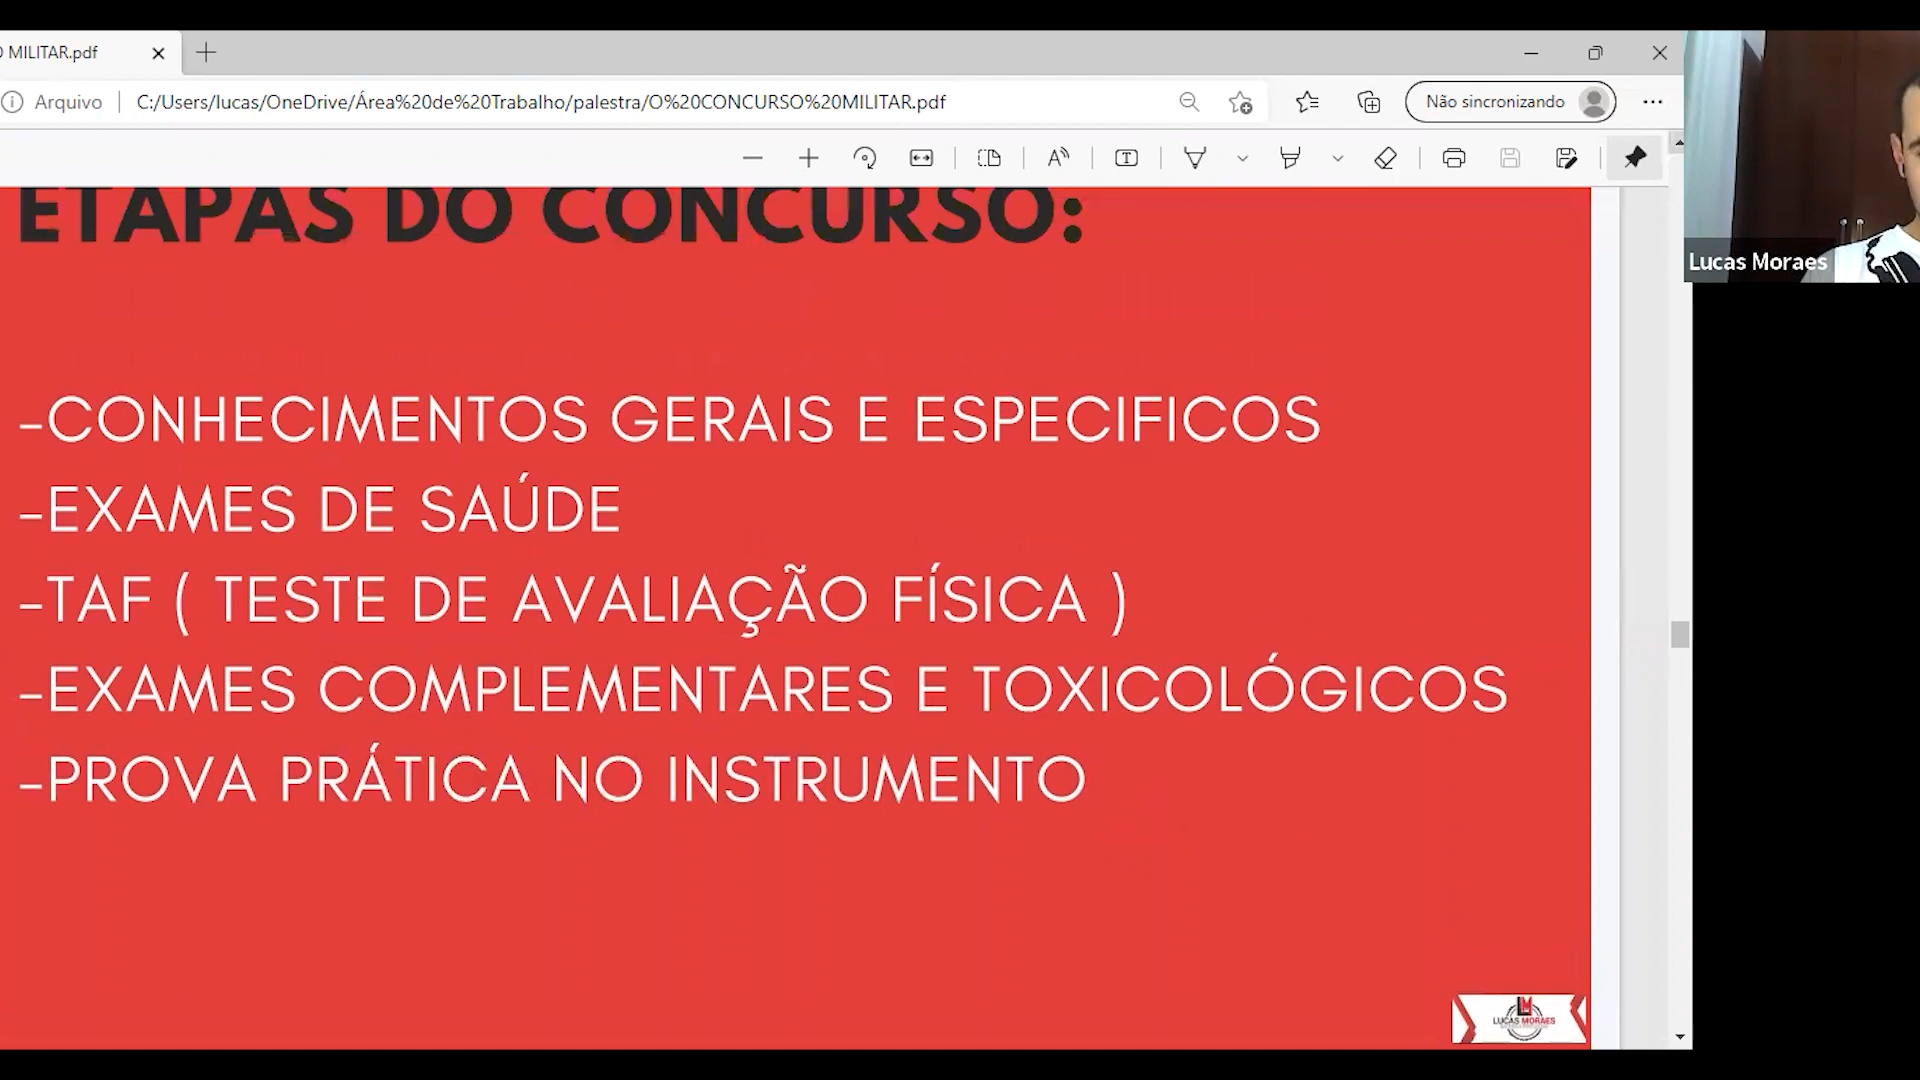 O MILITAR.pdf
Arquivo
C:/Users/lucas/OneDrive/Área%20de%20Trabalho/palestra/O%20CONCURSO%20MILITAR.pdf
Não sincronizando
Lucas Moraes
ETAPAS DO CONCURSO:
-CONHECIMENTOS GERAIS E ESPECIFICOS
-EXAMES DE SAÚDE
-TAF ( TESTE DE AVALIAÇÃO FÍSICA )
-EXAMES COMPLEMENTARES E TOXICOLÓGICOS
-PROVA PRÁTICA NO INSTRUMENTO
LM
LUCAS MORAES